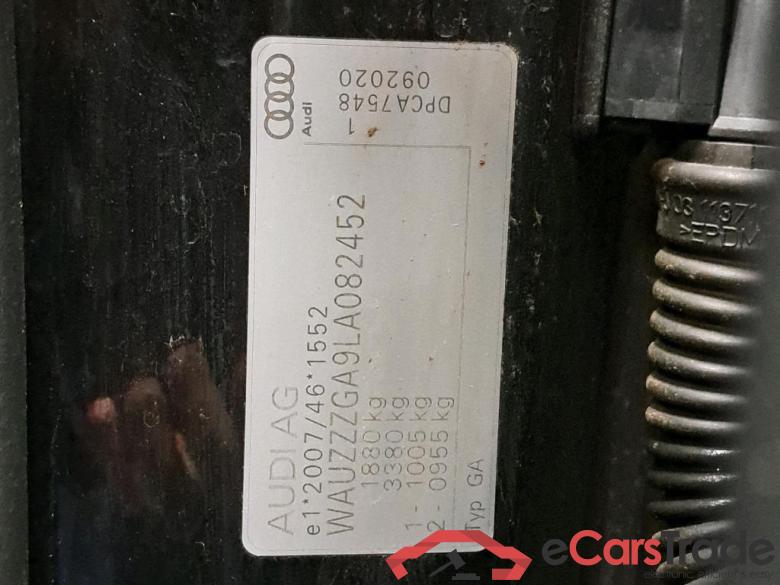 AUDI AG
e1*2007/46*1552
WAUZZZGA9LA082452
1880 kg
3380 kg
1- 1005 kg
2- 0955 kg
Typ GA
Audi
1
DPCA7548
092020
>EPDM
eCarsTrade